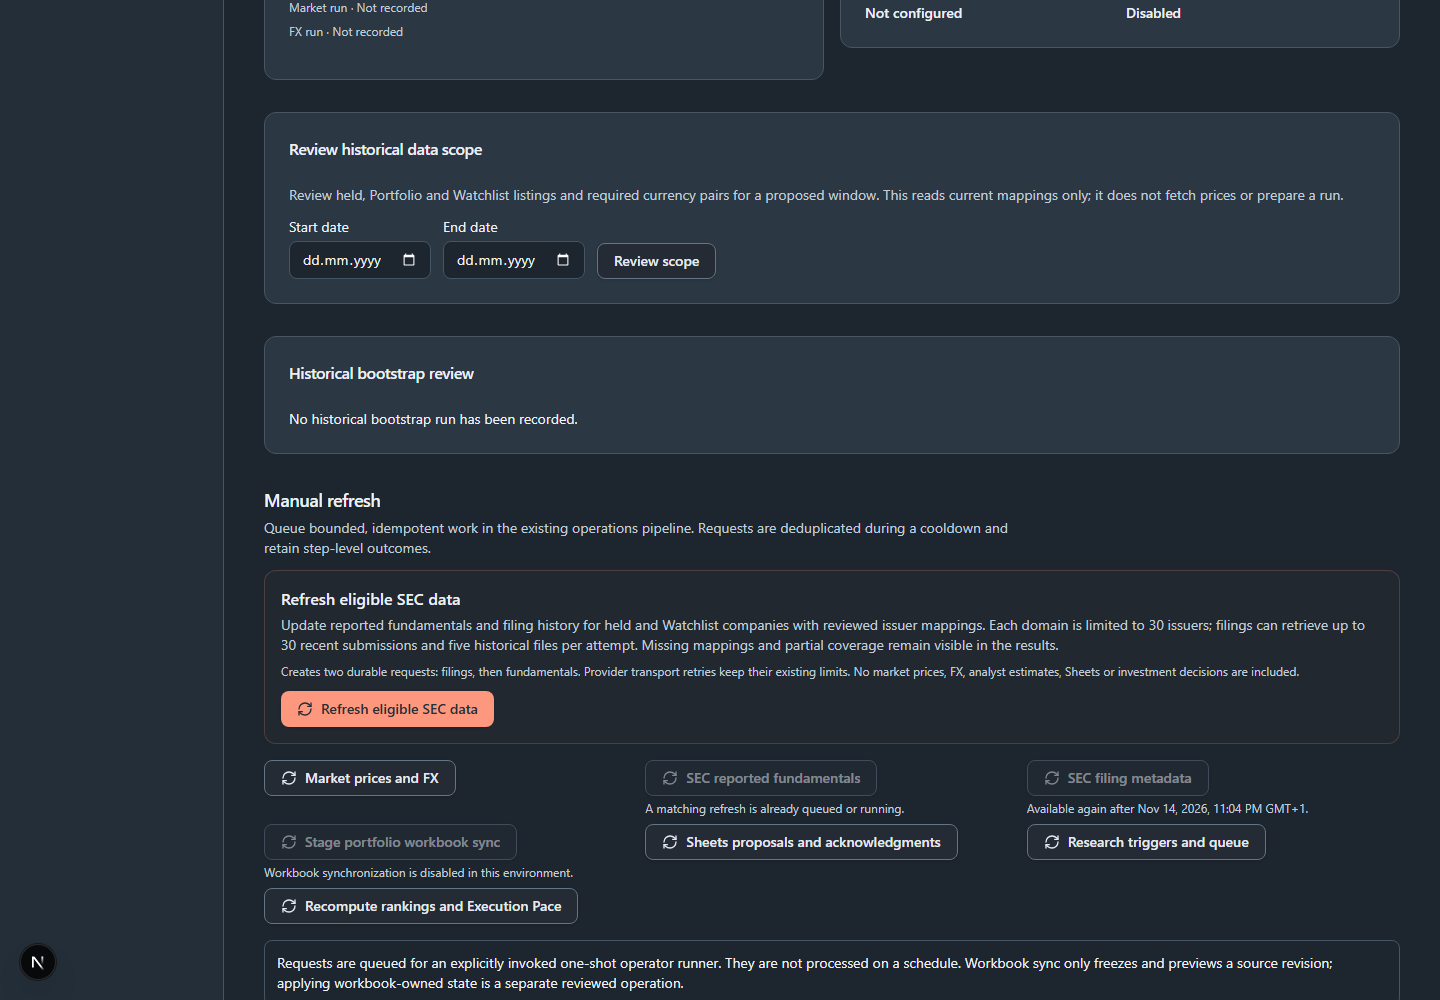 Market run · Not recorded
FX run · Not recorded
Not configured
Disabled
Review historical data scope
Review held, Portfolio and Watchlist listings and required currency pairs for a proposed window. This reads current mappings only; it does not fetch prices or prepare a run.
Start date
End date
dd.mm.yyyy
dd.mm.yyyy
Review scope
Historical bootstrap review
No historical bootstrap run has been recorded.
Manual refresh
Queue bounded, idempotent work in the existing operations pipeline. Requests are deduplicated during a cooldown and
retain step-level outcomes.
Refresh eligible SEC data
Update reported fundamentals and filing history for held and Watchlist companies with reviewed issuer mappings. Each domain is limited to 30 issuers; filings can retrieve up to
30 recent submissions and five historical files per attempt. Missing mappings and partial coverage remain visible in the results.
Creates two durable requests: filings, then fundamentals. Provider transport retries keep their existing limits. No market prices, FX, analyst estimates, Sheets or investment decisions are included.
Refresh eligible SEC data
Market prices and FX
SEC reported fundamentals
A matching refresh is already queued or running.
SEC filing metadata
Available again after Nov 14, 2026, 11:04 PM GMT+1.
Stage portfolio workbook sync
Workbook synchronization is disabled in this environment.
Sheets proposals and acknowledgments
Research triggers and queue
Recompute rankings and Execution Pace
N
Requests are queued for an explicitly invoked one-shot operator runner. They are not processed on a schedule. Workbook sync only freezes and previews a source revision;
applying workbook-owned state is a separate reviewed operation.